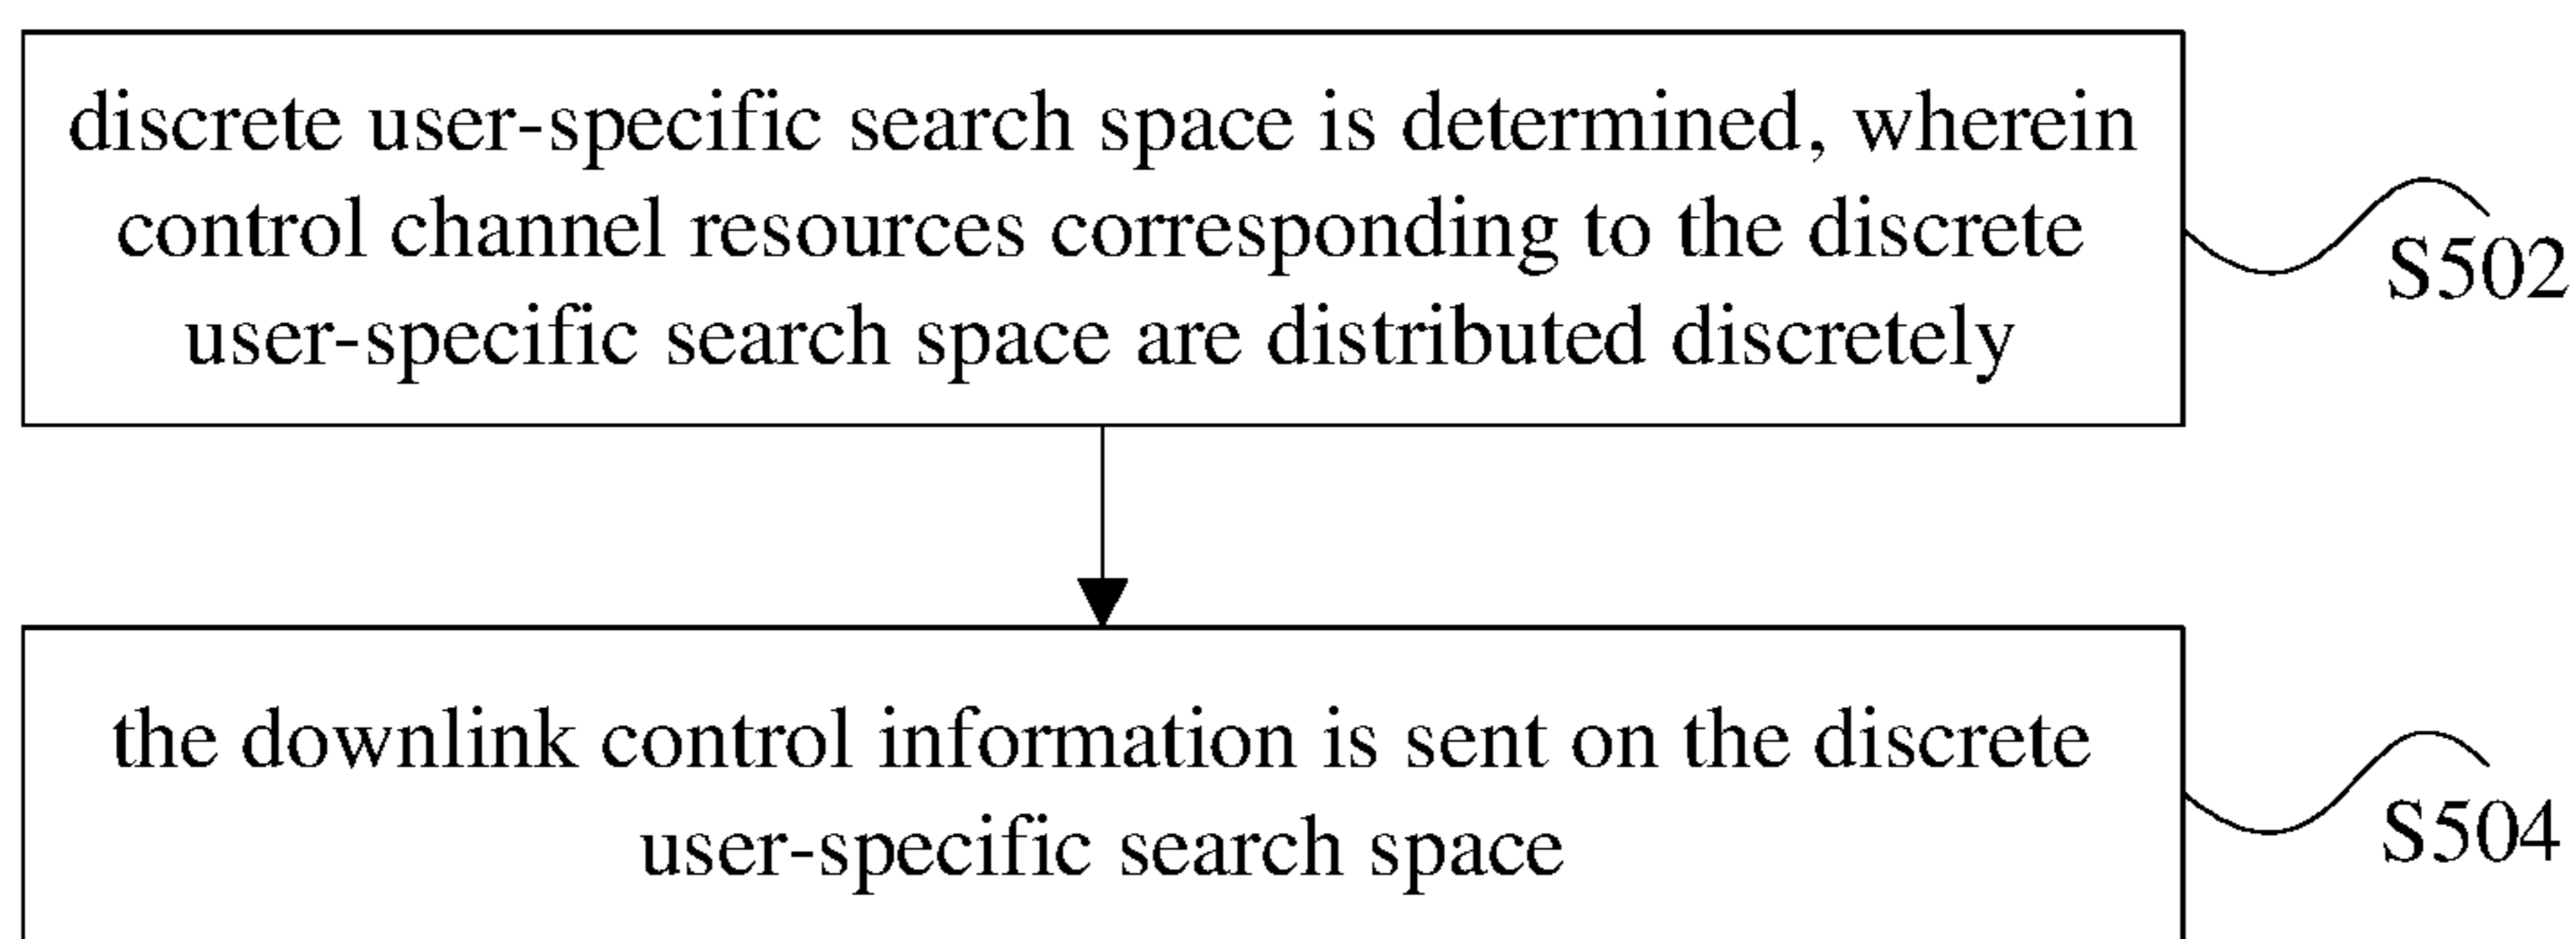 discrete user-specific search space is determined, wherein
control channel resources corresponding to the discrete
user-specific search space are distributed discretely
S502
the downlink control information is sent on the discrete
user-specific search space
S504